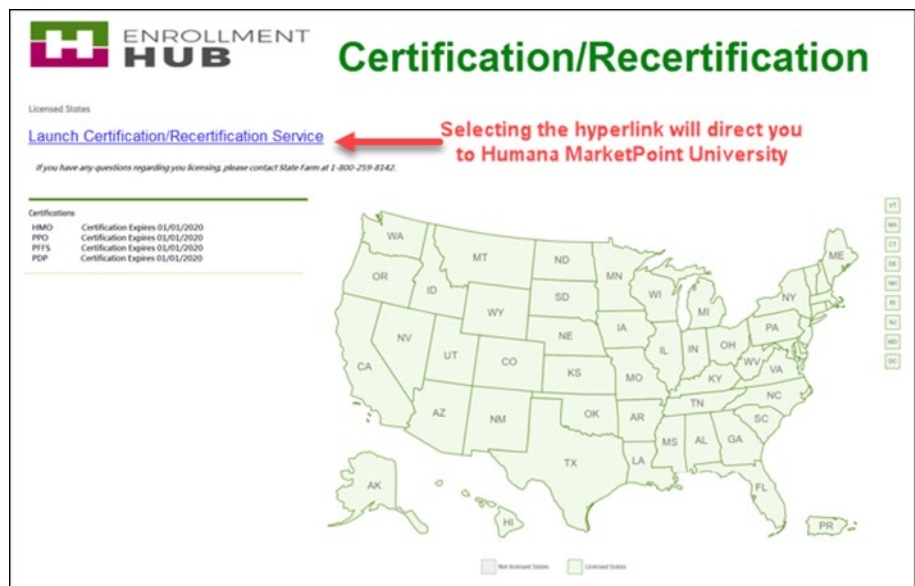 ENROLLMENT
HUB
Certification/Recertification
Licensed States
Launch Certification/Recertification Service
Selecting the hyperlink will direct you
to Humana MarketPoint University
If you have any questions regarding you licensing, please contact State Farm at 1-800-259-8142.
Certifications
HMO Certification Expires 01/01/2020
PPO Certification Expires 01/01/2020
PFFS Certification Expires 01/01/2020
PDP Certification Expires 01/01/2020
WA
MT
ND
MN
ME
OR
ID
SD
WI
MI
NY
WY
NE
IA
PA
NV
UT
CO
IL
IN
OH
WV
VA
CA
KS
MO
KY
NC
AZ
NM
OK
AR
TN
SC
MS
AL
GA
TX
LA
FL
AK
HI
PR
VT
MA
CT
DE
NH
RI
NJ
MD
DC
Not licensed States
Licensed States